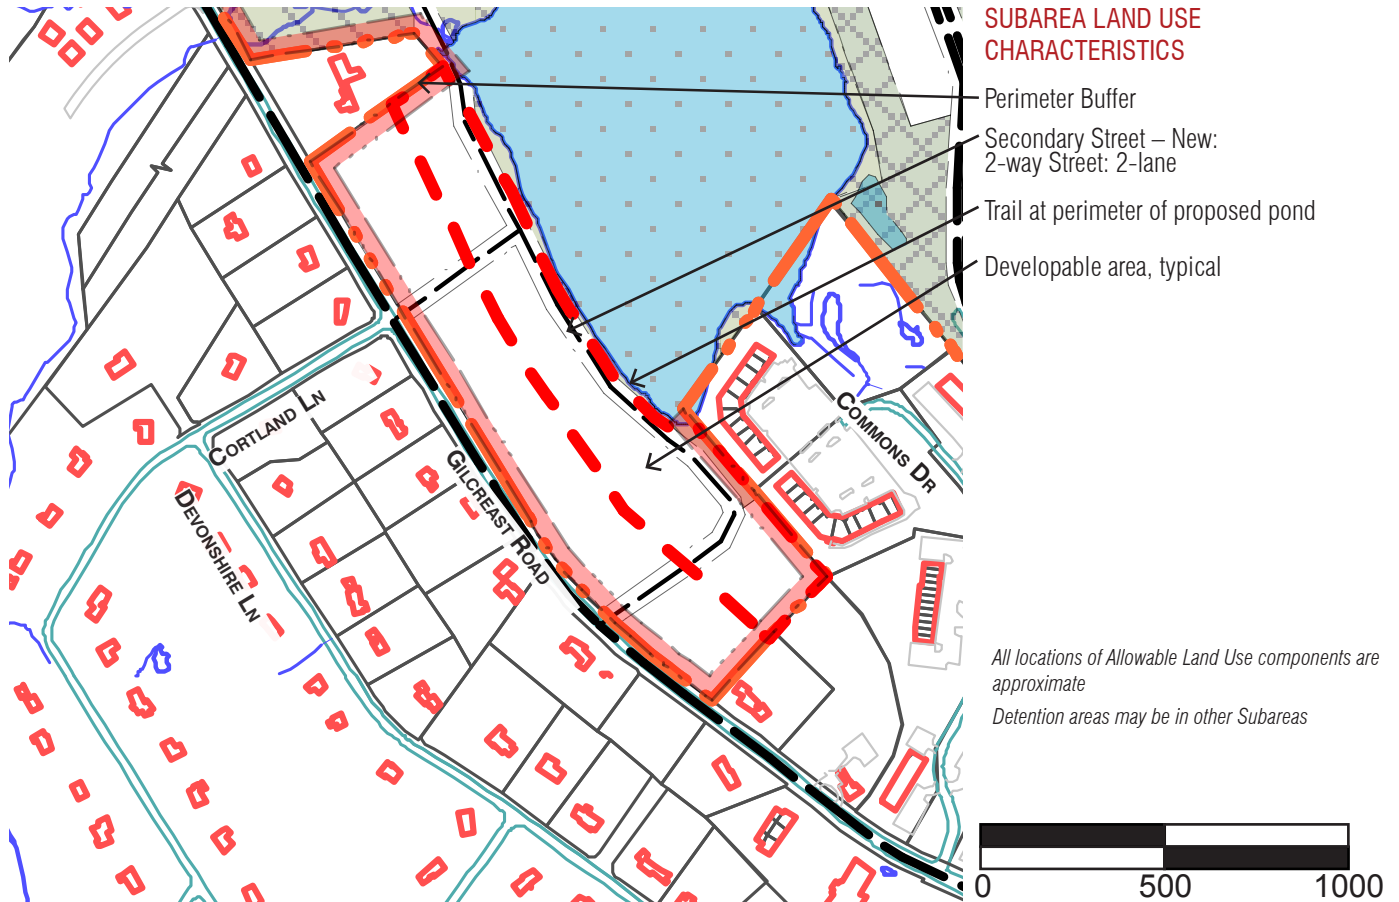 SUBAREA LAND USE
CHARACTERISTICS
Perimeter Buffer
Secondary Street – New:
2-way Street: 2-lane
Trail at perimeter of proposed pond
Developable area, typical
CORTLAND LN
DEVONSHIRE LN
GILCREAST ROAD
COMMONS DR
All locations of Allowable Land Use components are
approximate
Detention areas may be in other Subareas
0 500 1000